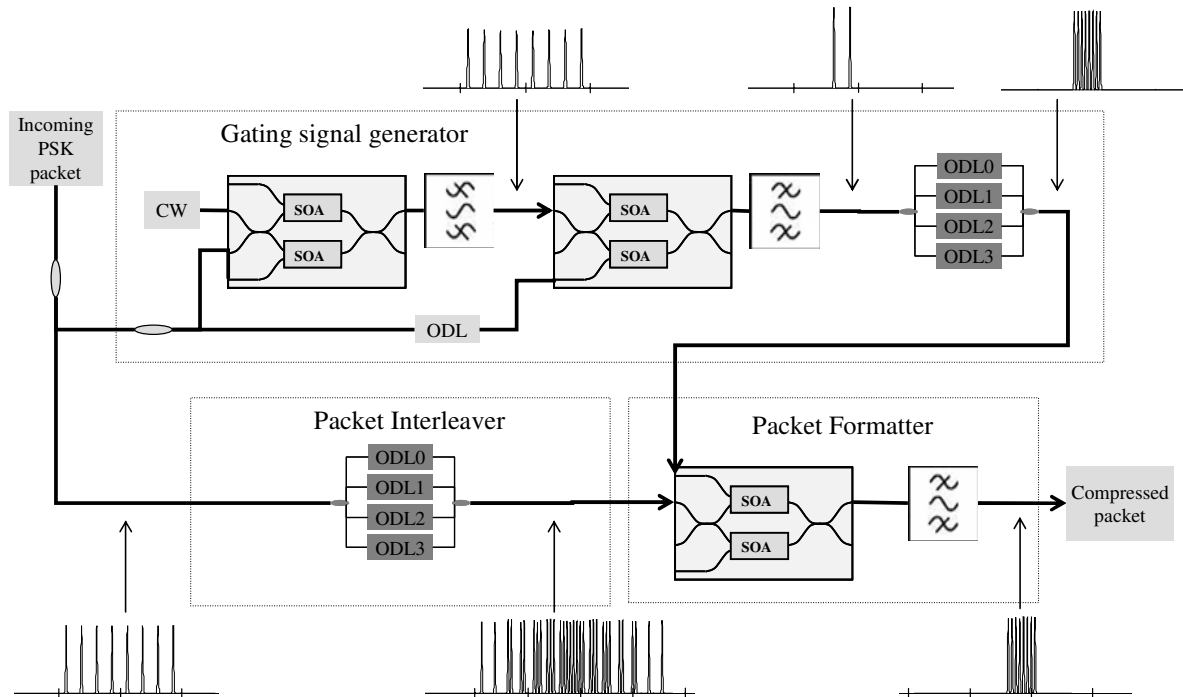 Incoming
PSK
packet
Gating signal generator
CW
SOA
SOA
SOA
SOA
ODL0
ODL1
ODL2
ODL3
ODL
Packet Interleaver
ODL0
ODL1
ODL2
ODL3
Packet Formatter
SOA
SOA
Compressed
packet